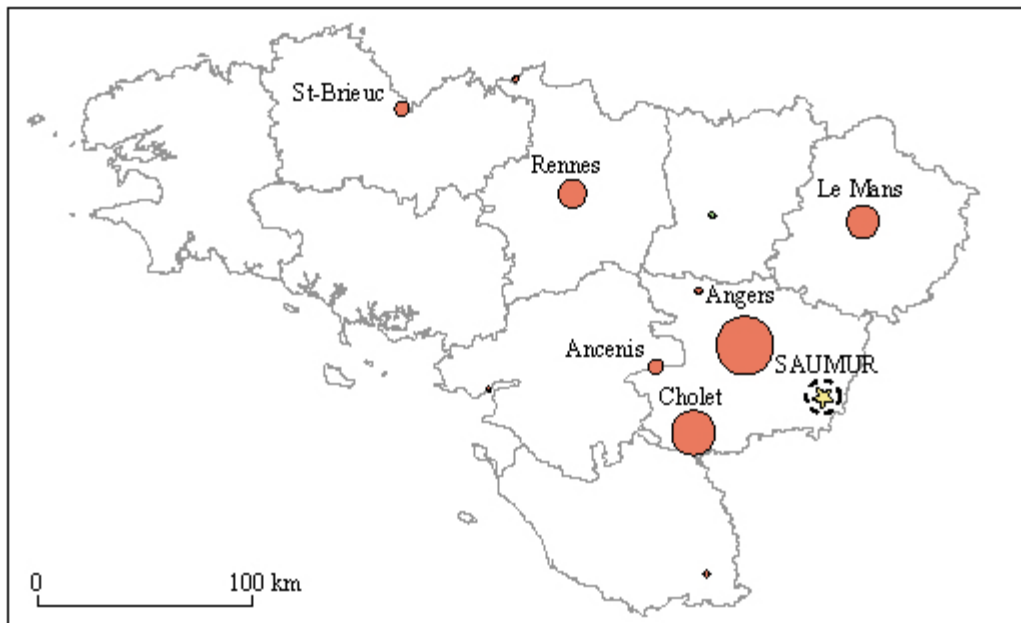 St-Brieuc
Rennes
Le Mans
Angers
Ancenis
SAUMUR
Cholet
0 100 km